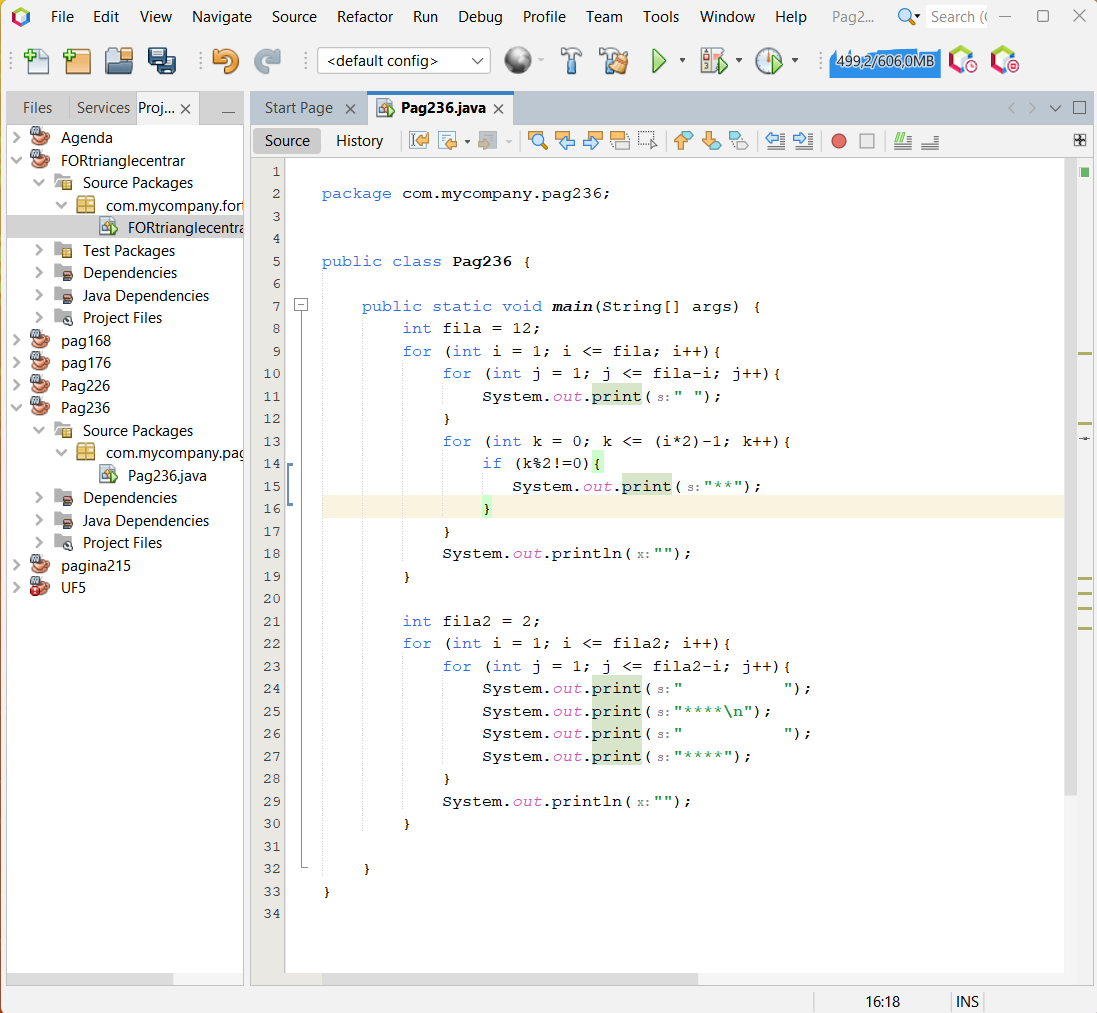 File Edit View Navigate Source Refactor Run Debug Profile Team Tools Window Help Pag2... Search (
<default config> 499,2/606,0MB
Files Services Proj...
Start Page Pag236.java
Source History
Agenda
FORtrianglecentrar
Source Packages
com.mycompany.fort
FORtrianglecentra
Test Packages
Dependencies
Java Dependencies
Project Files
pag168
pag176
Pag226
Pag236
Source Packages
com.mycompany.pag
Pag236.java
Dependencies
Java Dependencies
Project Files
pagina215
UF5
1
2 package com.mycompany.pag236;
3
4
5 public class Pag236 {
6
7 public static void main(String[] args) {
8 int fila = 12;
9 for (int i = 1; i <= fila; i++){
10 for (int j = 1; j <= fila-i; j++){
11 System.out.print(s:" ");
12 }
13 for (int k = 0; k <= (i*2)-1; k++){
14 if (k%2!=0){
15 System.out.print(s:"**");
16 }
17 }
18 System.out.println(x:"");
19 }
20
21 int fila2 = 2;
22 for (int i = 1; i <= fila2; i++){
23 for (int j = 1; j <= fila2-i; j++){
24 System.out.print(s:"          ");
25 System.out.print(s:"****\n");
26 System.out.print(s:"          ");
27 System.out.print(s:"****");
28 }
29 System.out.println(x:"");
30 }
31
32 }
33 }
34
16:18 INS